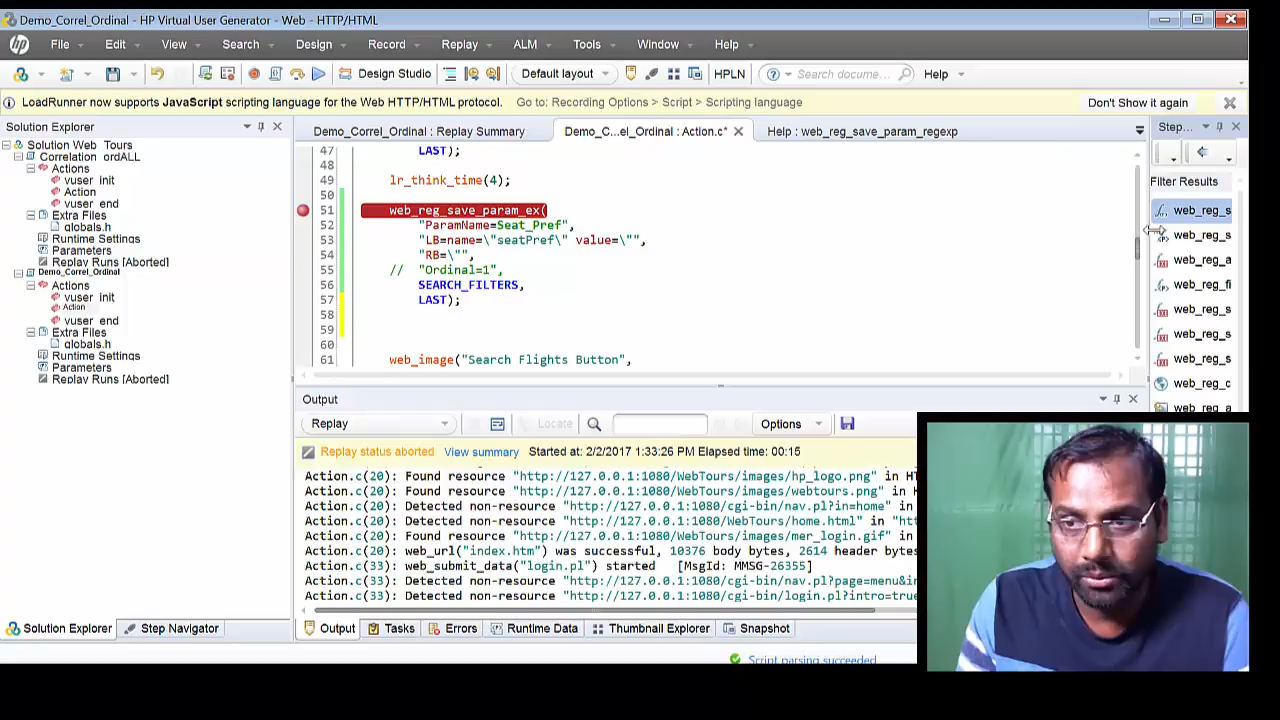 Demo_Correl_Ordinal - HP Virtual User Generator - Web - HTTP/HTML
hp File Edit View Search Design Record Replay ALM Tools Window Help
Design Studio Default layout HPLN Search docume... Help
LoadRunner now supports JavaScript scripting language for the Web HTTP/HTML protocol. Go to: Recording Options > Script > Scripting language Don't Show it again
Solution Explorer
Solution Web_Tours
Correlation_ordALL
Actions
vuser_init
Action
vuser_end
Extra Files
globals.h
Runtime Settings
Parameters
Replay Runs [Aborted]
Demo_Correl_Ordinal
Actions
vuser_init
Action
vuser_end
Extra Files
globals.h
Runtime Settings
Parameters
Replay Runs [Aborted]
Solution Explorer Step Navigator
Demo_Correl_Ordinal : Replay Summary Demo_C...el_Ordinal : Action.c* Help : web_reg_save_param_regexp
47 LAST);
48
49 lr_think_time(4);
50
51 web_reg_save_param_ex(
52 "ParamName=Seat_Pref",
53 "LB=name=\"seatPref\" value=\"",
54 "RB=\"",
55 // "Ordinal=1",
56 SEARCH_FILTERS,
57 LAST);
58
59
60
61 web_image("Search Flights Button",
Output
Replay Locate Options
Replay status aborted View summary Started at: 2/2/2017 1:33:26 PM Elapsed time: 00:15
Action.c(20): Found resource "http://127.0.0.1:1080/WebTours/images/hp_logo.png" in HT
Action.c(20): Found resource "http://127.0.0.1:1080/WebTours/images/webtours.png" in H
Action.c(20): Detected non-resource "http://127.0.0.1:1080/cgi-bin/nav.pl?in=home" in
Action.c(20): Detected non-resource "http://127.0.0.1:1080/WebTours/home.html" in "htt
Action.c(20): Found resource "http://127.0.0.1:1080/WebTours/images/mer_login.gif" in
Action.c(20): web_url("index.htm") was successful, 10376 body bytes, 2614 header bytes
Action.c(33): web_submit_data("login.pl") started [MsgId: MMSG-26355]
Action.c(33): Detected non-resource "http://127.0.0.1:1080/cgi-bin/nav.pl?page=menu&in
Action.c(33): Detected non-resource "http://127.0.0.1:1080/cgi-bin/login.pl?intro=true
Output Tasks Errors Runtime Data Thumbnail Explorer Snapshot
Script parsing succeeded
Step...
Filter Results
web_reg_s
web_reg_s
web_reg_a
web_reg_fi
web_reg_s
web_reg_s
web_reg_s
web_reg_c
web_reg_a